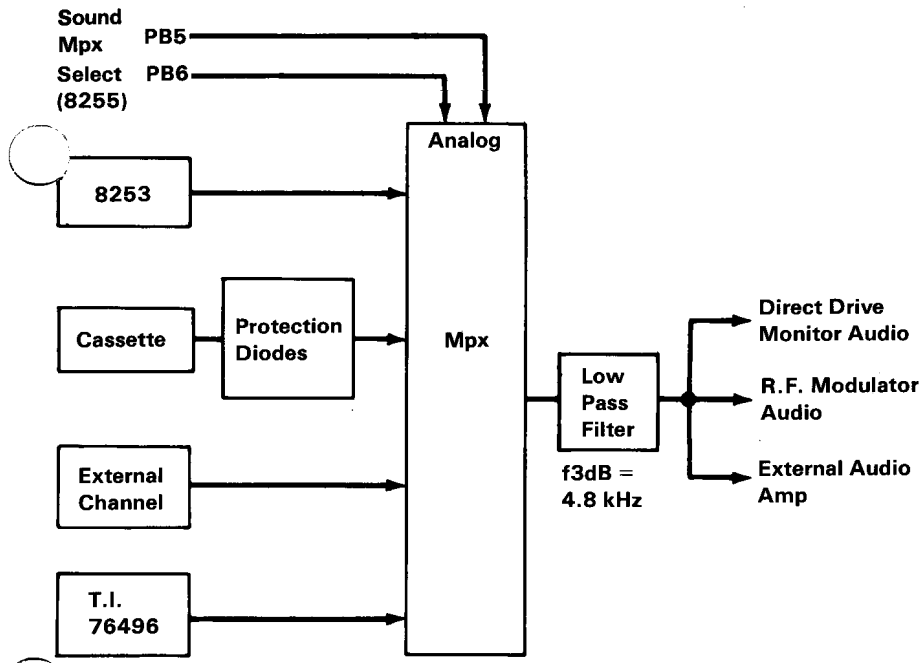 Sound
Mpx PB5
Select PB6
(8255)
Analog
8253
Cassette
Protection
Diodes
Mpx
Direct Drive
Monitor Audio
Low
Pass
Filter
R.F. Modulator
Audio
f3dB =
4.8 kHz
External Audio
Amp
External
Channel
T.I.
76496